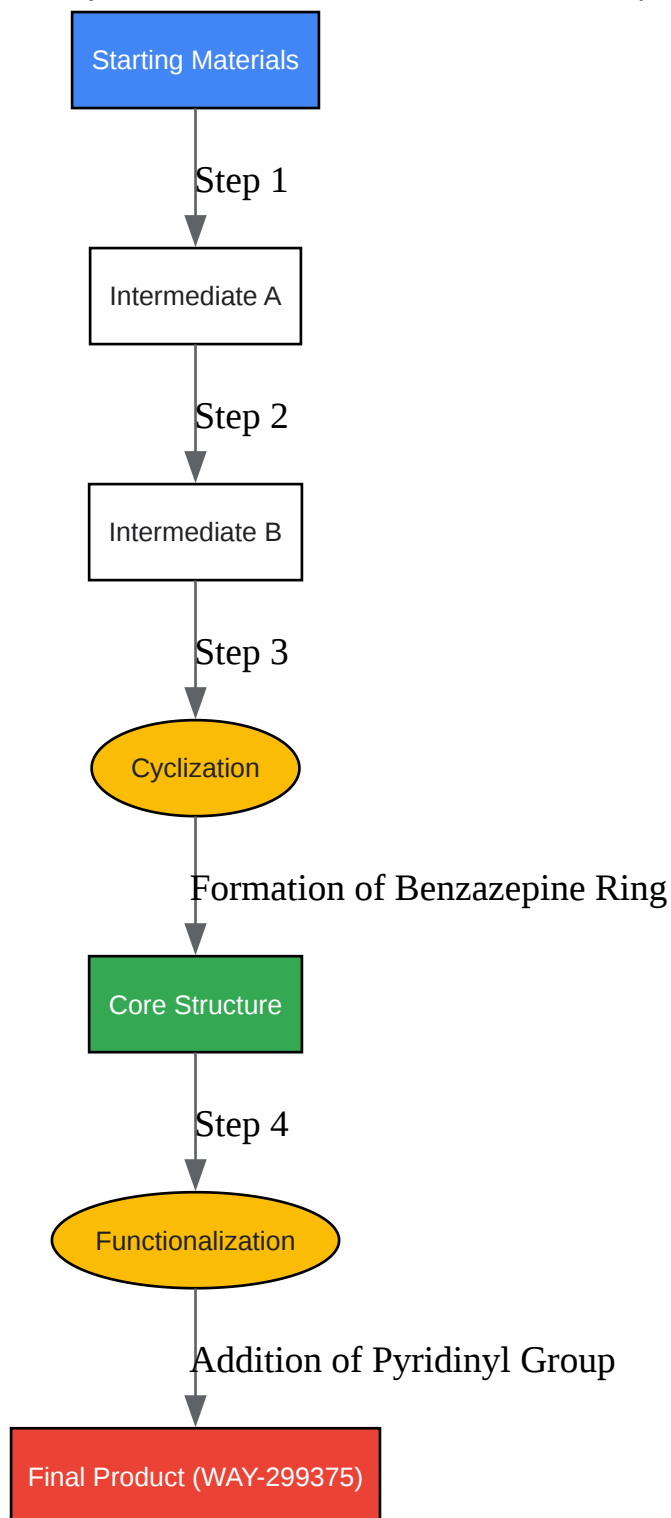 Starting Materials
Step 1
Intermediate A
Step 2
Intermediate B
Step 3
Cyclization
Formation of Benzazepine Ring
Core Structure
Step 4
Functionalization
Addition of Pyridinyl Group
Final Product (WAY-299375)